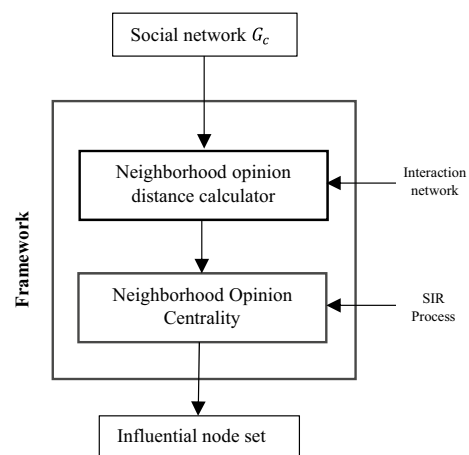 Social network G_c
Neighborhood opinion
distance calculator
Interaction
network
Framework
Neighborhood Opinion
Centrality
SIR
Process
Influential node set